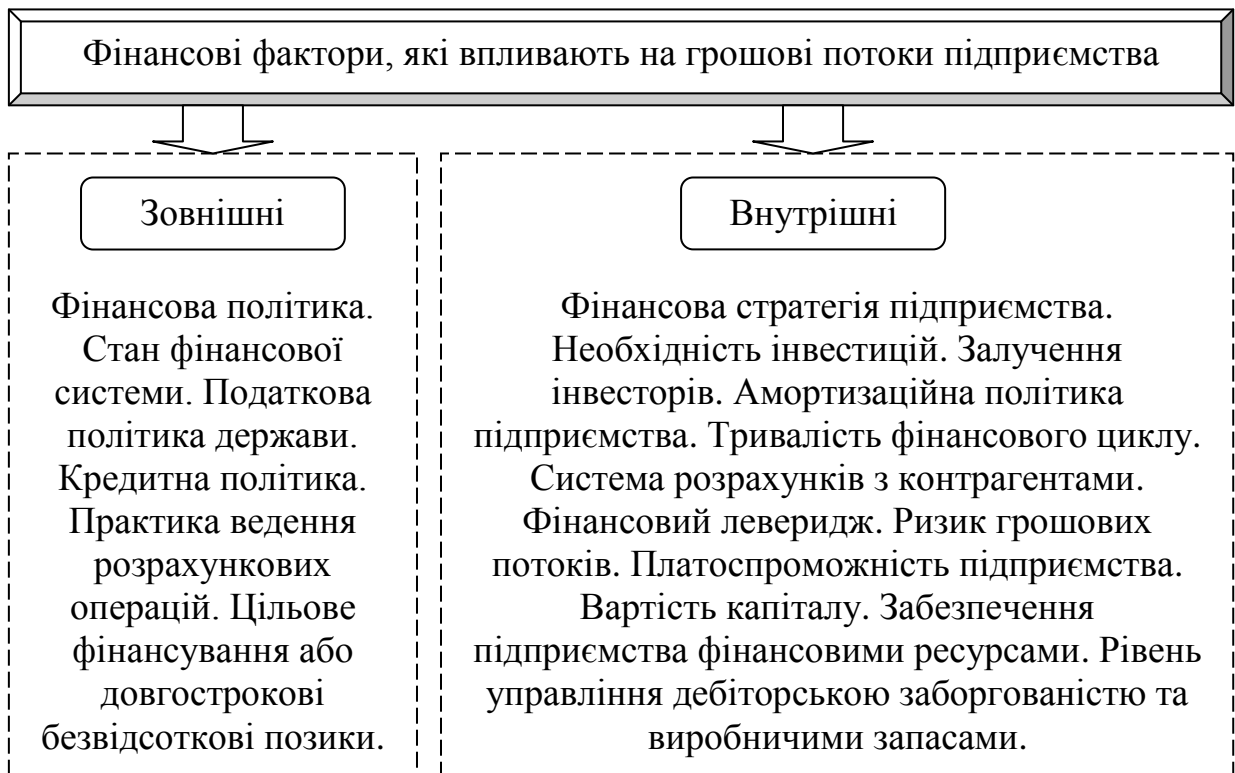 Фінансові фактори, які впливають на грошові потоки підприємства
Зовнішні
Фінансова політика.
Стан фінансової
системи. Податкова
політика держави.
Кредитна політика.
Практика ведення
розрахункових
операцій. Цільове
фінансування або
довгострокові
безвідсоткові позики.
Внутрішні
Фінансова стратегія підприємства.
Необхідність інвестицій. Залучення
інвесторів. Амортизаційна політика
підприємства. Тривалість фінансового циклу.
Система розрахунків з контрагентами.
Фінансовий леверидж. Ризик грошових
потоків. Платоспроможність підприємства.
Вартість капіталу. Забезпечення
підприємства фінансовими ресурсами. Рівень
управління дебіторською заборгованістю та
виробничими запасами.